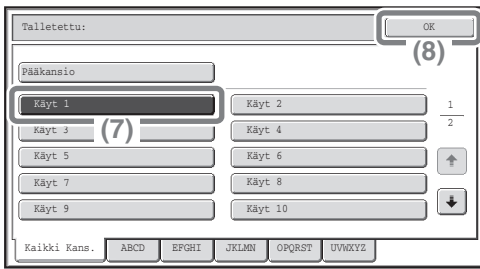 Talletettu: OK
(8)
Pääkansio
Käyt 1 Käyt 2 1
Käyt 3 (7) Käyt 4 2
Käyt 5 Käyt 6
Käyt 7 Käyt 8
Käyt 9 Käyt 10
Kaikki Kans. ABCD EFGHI JKLMN OPQRST UVWXYZ